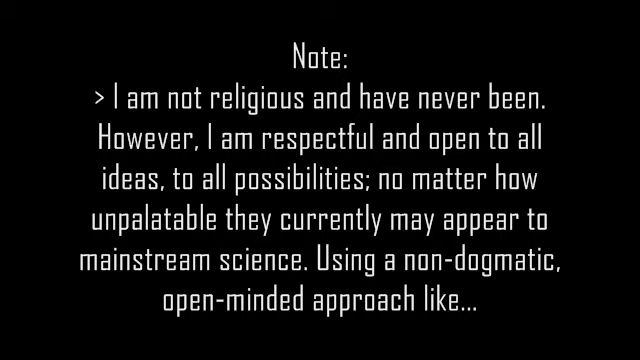 Note:
> I am not religious and have never been.
However, I am respectful and open to all
ideas, to all possibilities; no matter how
unpalatable they currently may appear to
mainstream science. Using a non-dogmatic,
open-minded approach like...